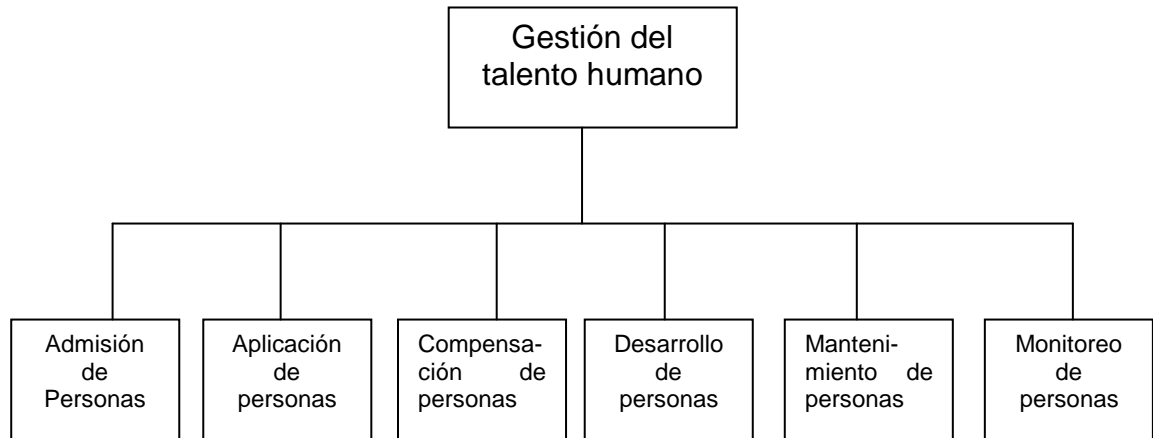 Gestión del
talento humano
Admisión
de
Personas
Aplicación
de
personas
Compensa-
ción de
personas
Desarrollo
de
personas
Manteni-
miento de
personas
Monitoreo
de
personas